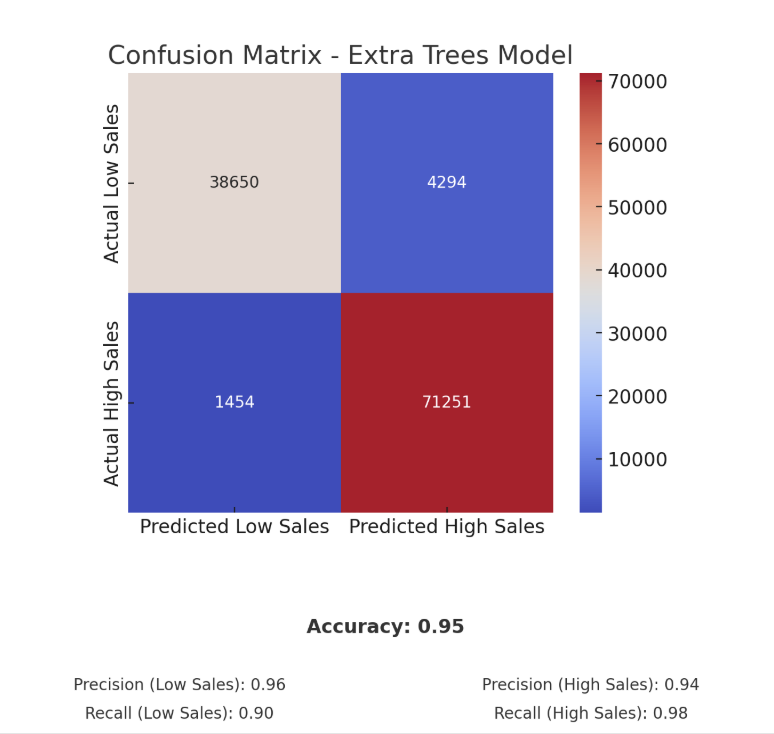 Confusion Matrix - Extra Trees Model
Actual Low Sales
38650
4294
Actual High Sales
1454
71251
Predicted Low Sales
Predicted High Sales
70000
60000
50000
40000
30000
20000
10000
Accuracy: 0.95
Precision (Low Sales): 0.96
Precision (High Sales): 0.94
Recall (Low Sales): 0.90
Recall (High Sales): 0.98